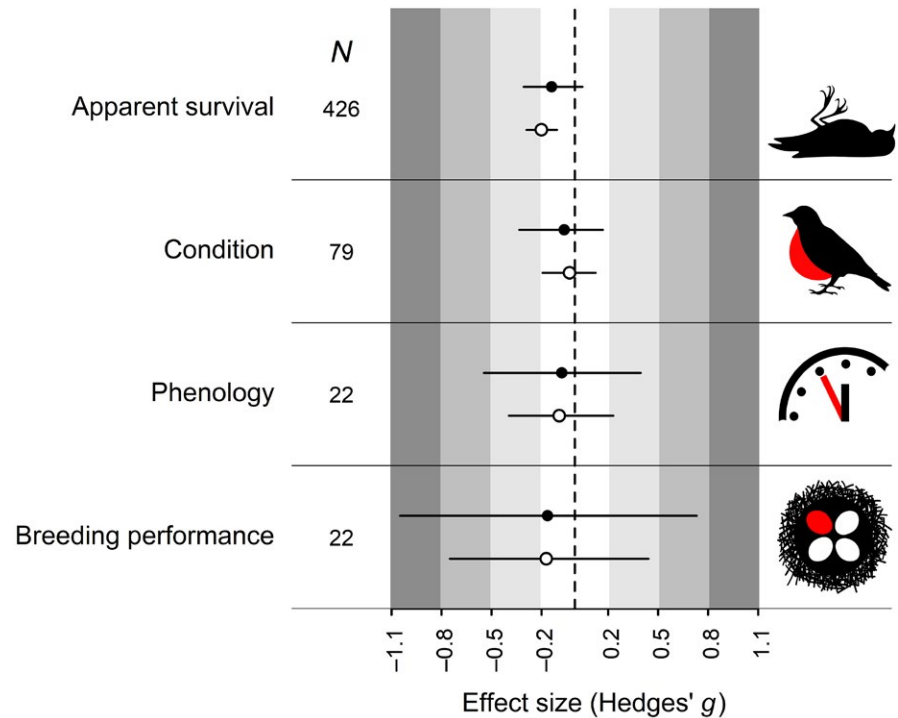 N
Apparent survival 426
Condition 79
Phenology 22
Breeding performance 22
−1.1 −0.8 −0.5 −0.2 0.2 0.5 0.8 1.1
Effect size (Hedges' g)